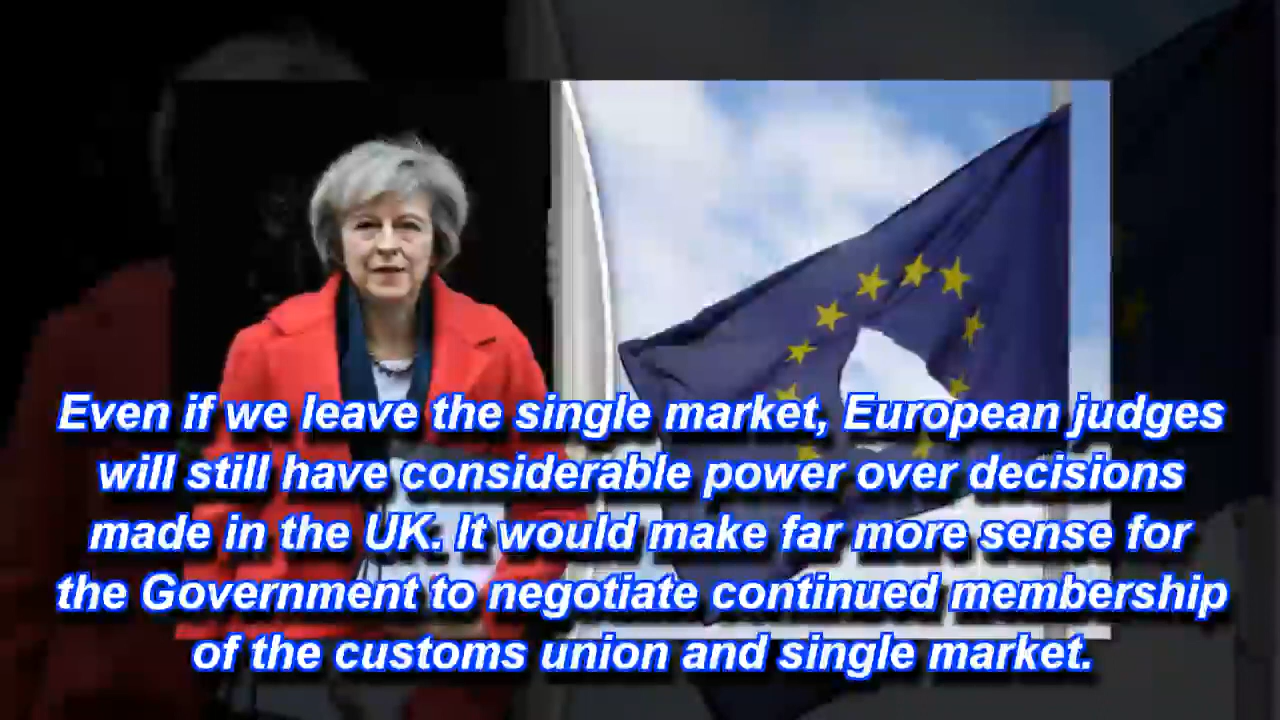 Even if we leave the single market, European judges
will still have considerable power over decisions
made in the UK. It would make far more sense for
the Government to negotiate continued membership
of the customs union and single market.